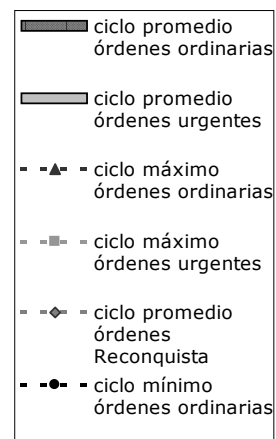 ciclo promedio
órdenes ordinarias
ciclo promedio
órdenes urgentes
ciclo máximo
órdenes ordinarias
ciclo máximo
órdenes urgentes
ciclo promedio
órdenes
Reconquista
ciclo mínimo
órdenes ordinarias